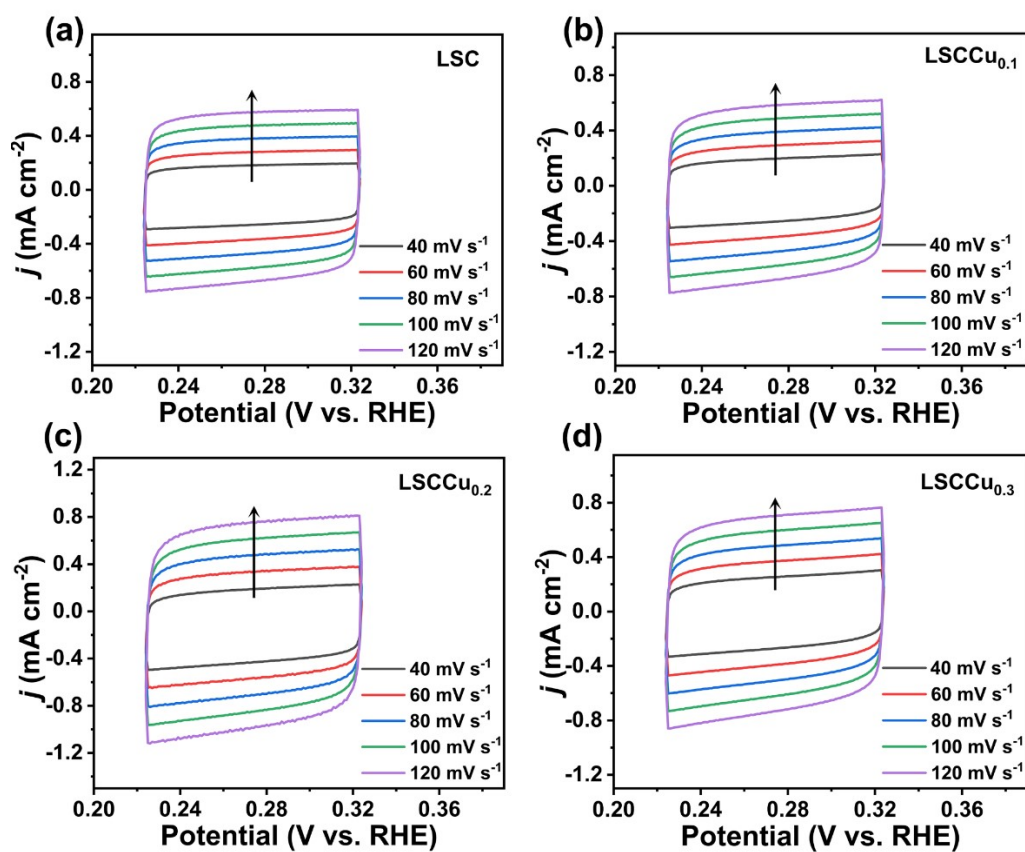 (a)
LSC
0.8
0.4
0.0
-0.4
-0.8
-1.2
j (mA cm⁻²)
40 mV s⁻¹
60 mV s⁻¹
80 mV s⁻¹
100 mV s⁻¹
120 mV s⁻¹
0.20 0.24 0.28 0.32 0.36
Potential (V vs. RHE)
(b)
LSCCu₀.₁
0.8
0.4
0.0
-0.4
-0.8
-1.2
j (mA cm⁻²)
40 mV s⁻¹
60 mV s⁻¹
80 mV s⁻¹
100 mV s⁻¹
120 mV s⁻¹
0.20 0.24 0.28 0.32 0.36
Potential (V vs. RHE)
(c)
LSCCu₀.₂
1.2
0.8
0.4
0.0
-0.4
-0.8
-1.2
j (mA cm⁻²)
40 mV s⁻¹
60 mV s⁻¹
80 mV s⁻¹
100 mV s⁻¹
120 mV s⁻¹
0.20 0.24 0.28 0.32 0.36
Potential (V vs. RHE)
(d)
LSCCu₀.₃
0.8
0.4
0.0
-0.4
-0.8
-1.2
j (mA cm⁻²)
40 mV s⁻¹
60 mV s⁻¹
80 mV s⁻¹
100 mV s⁻¹
120 mV s⁻¹
0.20 0.24 0.28 0.32 0.36
Potential (V vs. RHE)